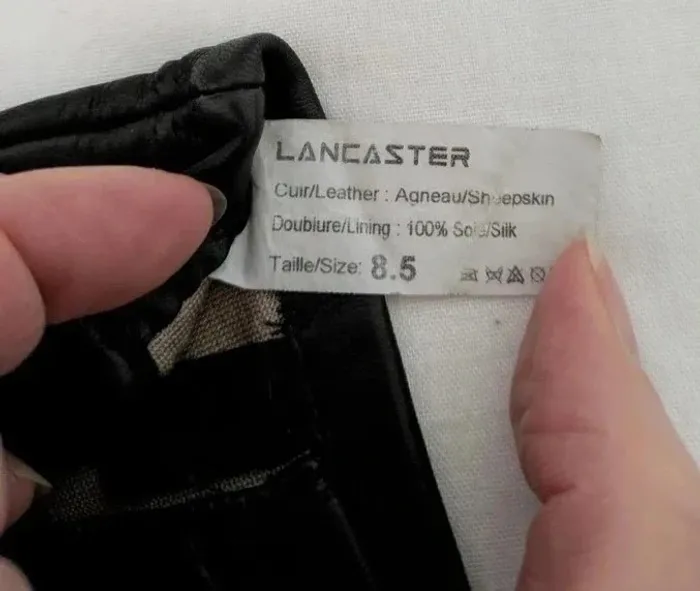 LANCASTER
Cuir/Leather : Agneau/Sheepskin
Doublure/Lining : 100% Soie/Silk
Taille/Size: 8.5